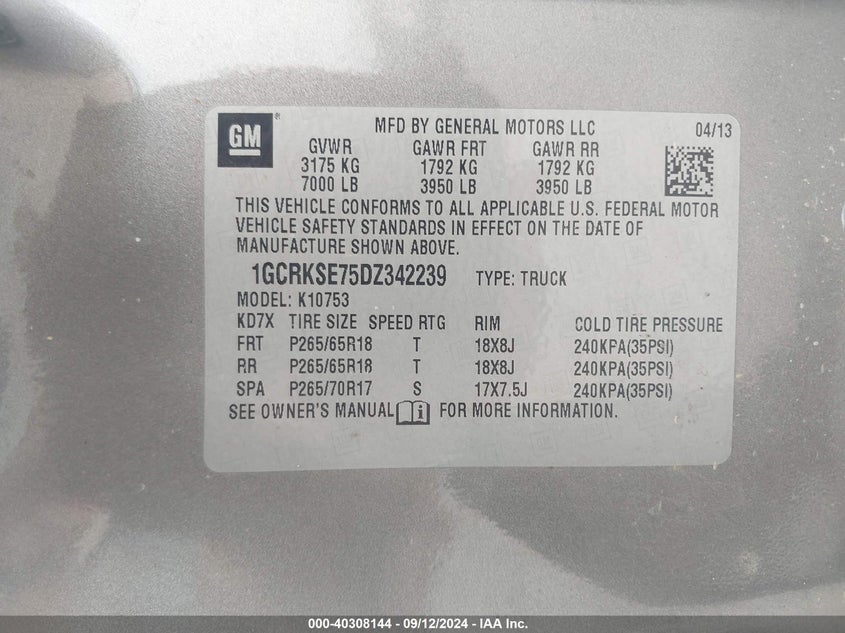 GM ® MFD BY GENERAL MOTORS LLC 04/13
GVWR GAWR FRT GAWR RR
3175 KG 1792 KG 1792 KG
7000 LB 3950 LB 3950 LB
THIS VEHICLE CONFORMS TO ALL APPLICABLE U.S. FEDERAL MOTOR
VEHICLE SAFETY STANDARDS IN EFFECT ON THE DATE OF
MANUFACTURE SHOWN ABOVE.
1GCRKSE75DZ342239 TYPE: TRUCK
MODEL: K10753
KD7X TIRE SIZE SPEED RTG RIM COLD TIRE PRESSURE
FRT P265/65R18 T 18X8J 240KPA(35PSI)
RR P265/65R18 T 18X8J 240KPA(35PSI)
SPA P265/70R17 S 17X7.5J 240KPA(35PSI)
SEE OWNER'S MANUAL i FOR MORE INFORMATION.
000-40308144 - 09/12/2024 - IAA Inc.